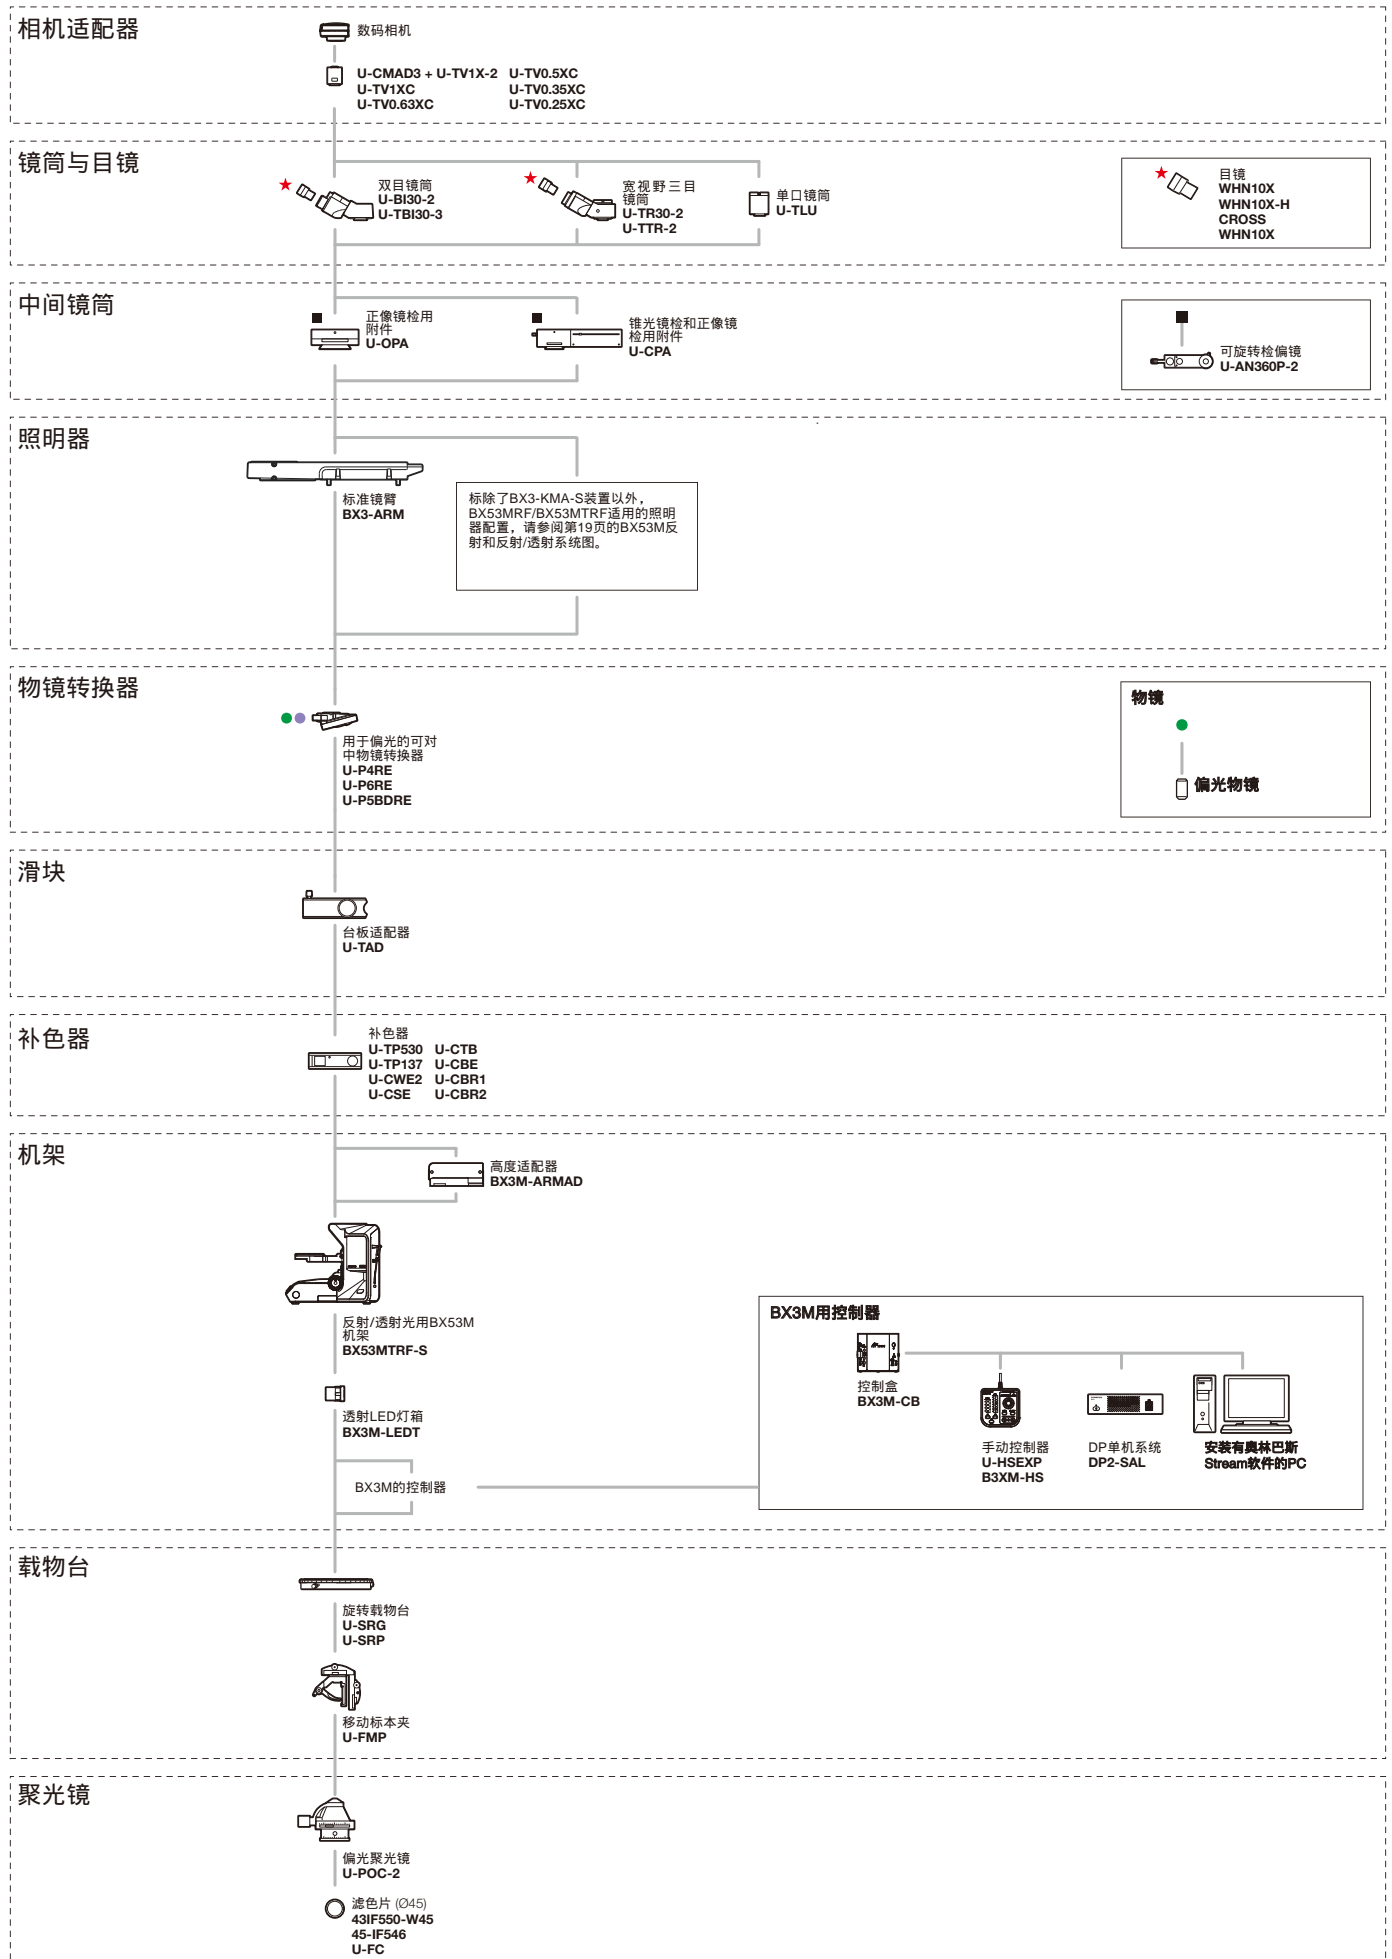 相机适配器
数码相机
U-CMAD3 + U-TV1X-2 U-TV0.5XC
U-TV1XC U-TV0.35XC
U-TV0.63XC U-TV0.25XC
镜筒与目镜
双目镜筒
U-BI30-2
U-TBI30-3
宽视野三目
镜筒
U-TR30-2
U-TTR-2
单口镜筒
U-TLU
目镜
WHN10X
WHN10X-H
CROSS
WHN10X
中间镜筒
正像镜检用
附件
U-OPA
锥光镜检和正像镜
检用附件
U-CPA
可旋转检偏镜
U-AN360P-2
照明器
标准镜臂
BX3-ARM
标除了BX3-KMA-S装置以外，
BX53MRF/BX53MTRF适用的照明
器配置，请参阅第19页的BX53M反
射和反射/透射系统图。
物镜转换器
用于偏光的可对
中物镜转换器
U-P4RE
U-P6RE
U-P5BDRE
物镜
偏光物镜
滑块
台板适配器
U-TAD
补色器
补色器
U-TP530 U-CTB
U-TP137 U-CBE
U-CWE2 U-CBR1
U-CSE U-CBR2
机架
高度适配器
BX3M-ARMAD
反射/透射光用BX53M
机架
BX53MTRF-S
透射LED灯箱
BX3M-LEDT
BX3M的控制器
BX3M用控制器
控制盒
BX3M-CB
手动控制器
U-HSEXP
B3XM-HS
DP单机系统
DP2-SAL
安装有奥林巴斯
Stream软件的PC
载物台
旋转载物台
U-SRG
U-SRP
移动标本夹
U-FMP
聚光镜
偏光聚光镜
U-POC-2
滤色片 (Ø45)
43IF550-W45
45-IF546
U-FC